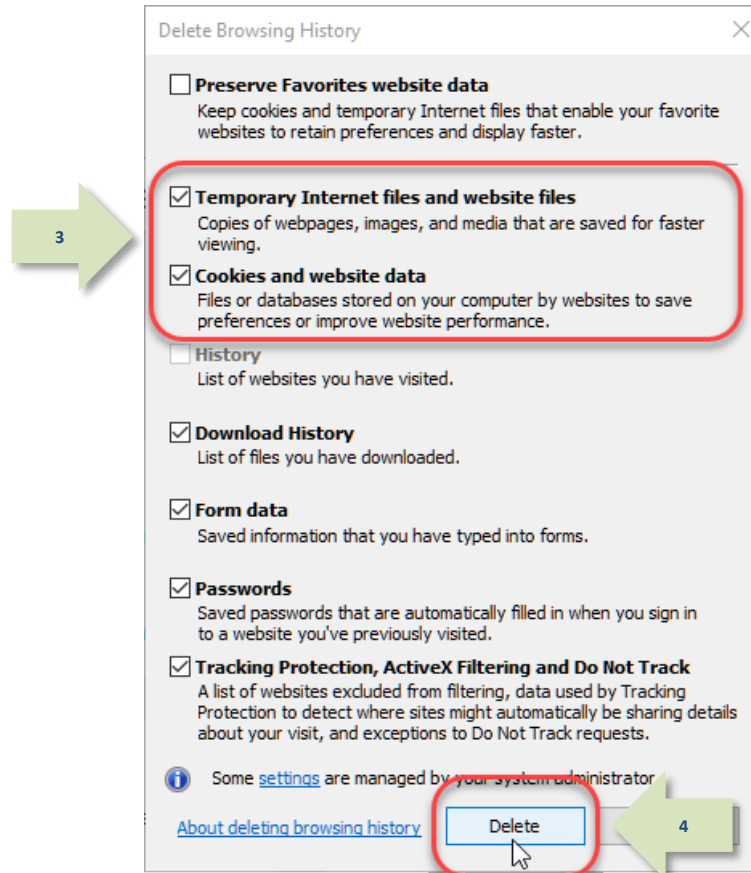 Delete Browsing History
Preserve Favorites website data
Keep cookies and temporary Internet files that enable your favorite
websites to retain preferences and display faster.
Temporary Internet files and website files
Copies of webpages, images, and media that are saved for faster
viewing.
3
Cookies and website data
Files or databases stored on your computer by websites to save
preferences or improve website performance.
History
List of websites you have visited.
Download History
List of files you have downloaded.
Form data
Saved information that you have typed into forms.
Passwords
Saved passwords that are automatically filled in when you sign in
to a website you've previously visited.
Tracking Protection, ActiveX Filtering and Do Not Track
A list of websites excluded from filtering, data used by Tracking
Protection to detect where sites might automatically be sharing details
about your visit, and exceptions to Do Not Track requests.
Some settings are managed by your system administrator
About deleting browsing history
Delete
4